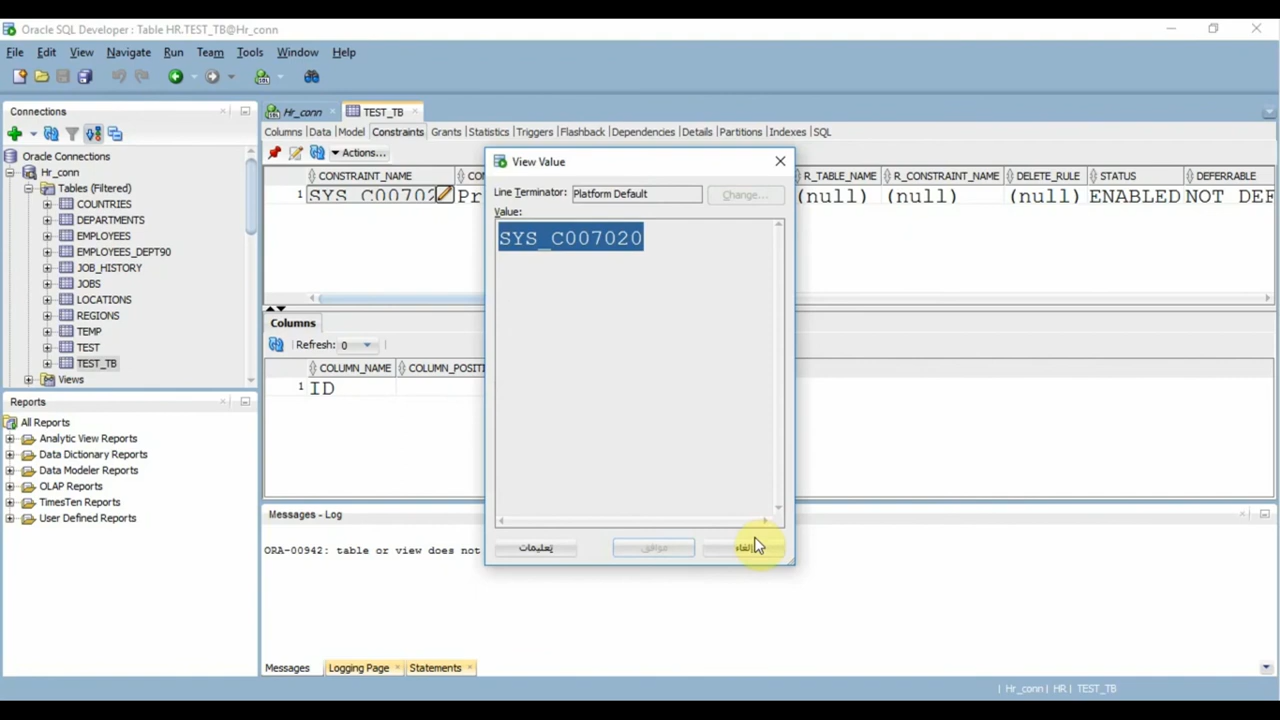 Oracle SQL Developer : Table HR.TEST_TB@Hr_conn
File Edit View Navigate Run Team Tools Window Help
Connections
Oracle Connections
Hr_conn
Tables (Filtered)
COUNTRIES
DEPARTMENTS
EMPLOYEES
EMPLOYEES_DEPT90
JOB_HISTORY
JOBS
LOCATIONS
REGIONS
TEMP
TEST
TEST_TB
Views
Reports
All Reports
Analytic View Reports
Data Dictionary Reports
Data Modeler Reports
OLAP Reports
TimesTen Reports
User Defined Reports
Hr_conn TEST_TB
Columns Data Model Constraints Grants Statistics Triggers Flashback Dependencies Details Partitions Indexes SQL
Actions...
CONSTRAINT_NAME R_TABLE_NAME R_CONSTRAINT_NAME DELETE_RULE STATUS DEFERRABLE
1 (null) (null) (null) ENABLED NOT DEF
Columns
Refresh: 0
COLUMN_NAME
1 ID
View Value
Line Terminator: Platform Default Change...
Value:
SYS_C007020
تعليمات موافق إلغاء
Messages - Log
ORA-00942: table or view does not
Messages Logging Page Statements
Hr_conn HR TEST_TB